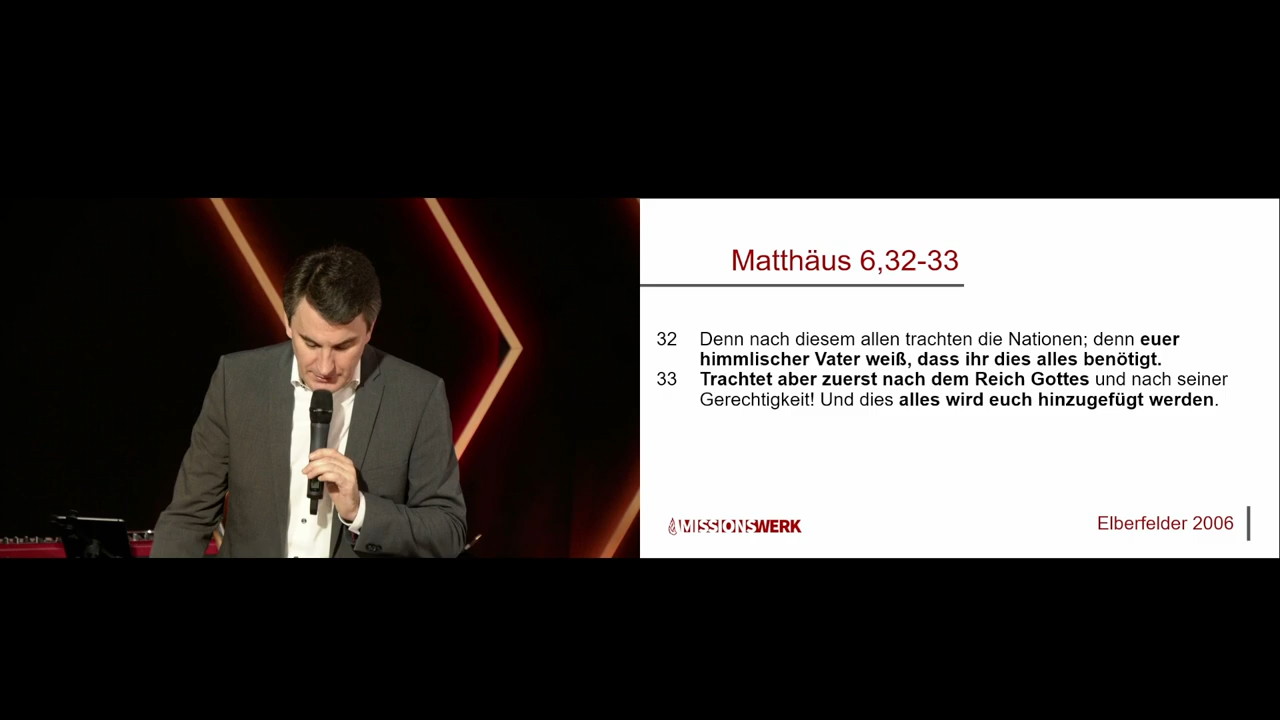 Matthäus 6,32-33
32 Denn nach diesem allen trachten die Nationen; denn euer
himmlischer Vater weiß, dass ihr dies alles benötigt.
33 Trachtet aber zuerst nach dem Reich Gottes und nach seiner
Gerechtigkeit! Und dies alles wird euch hinzugefügt werden.
MISSIONSWERK
Elberfelder 2006